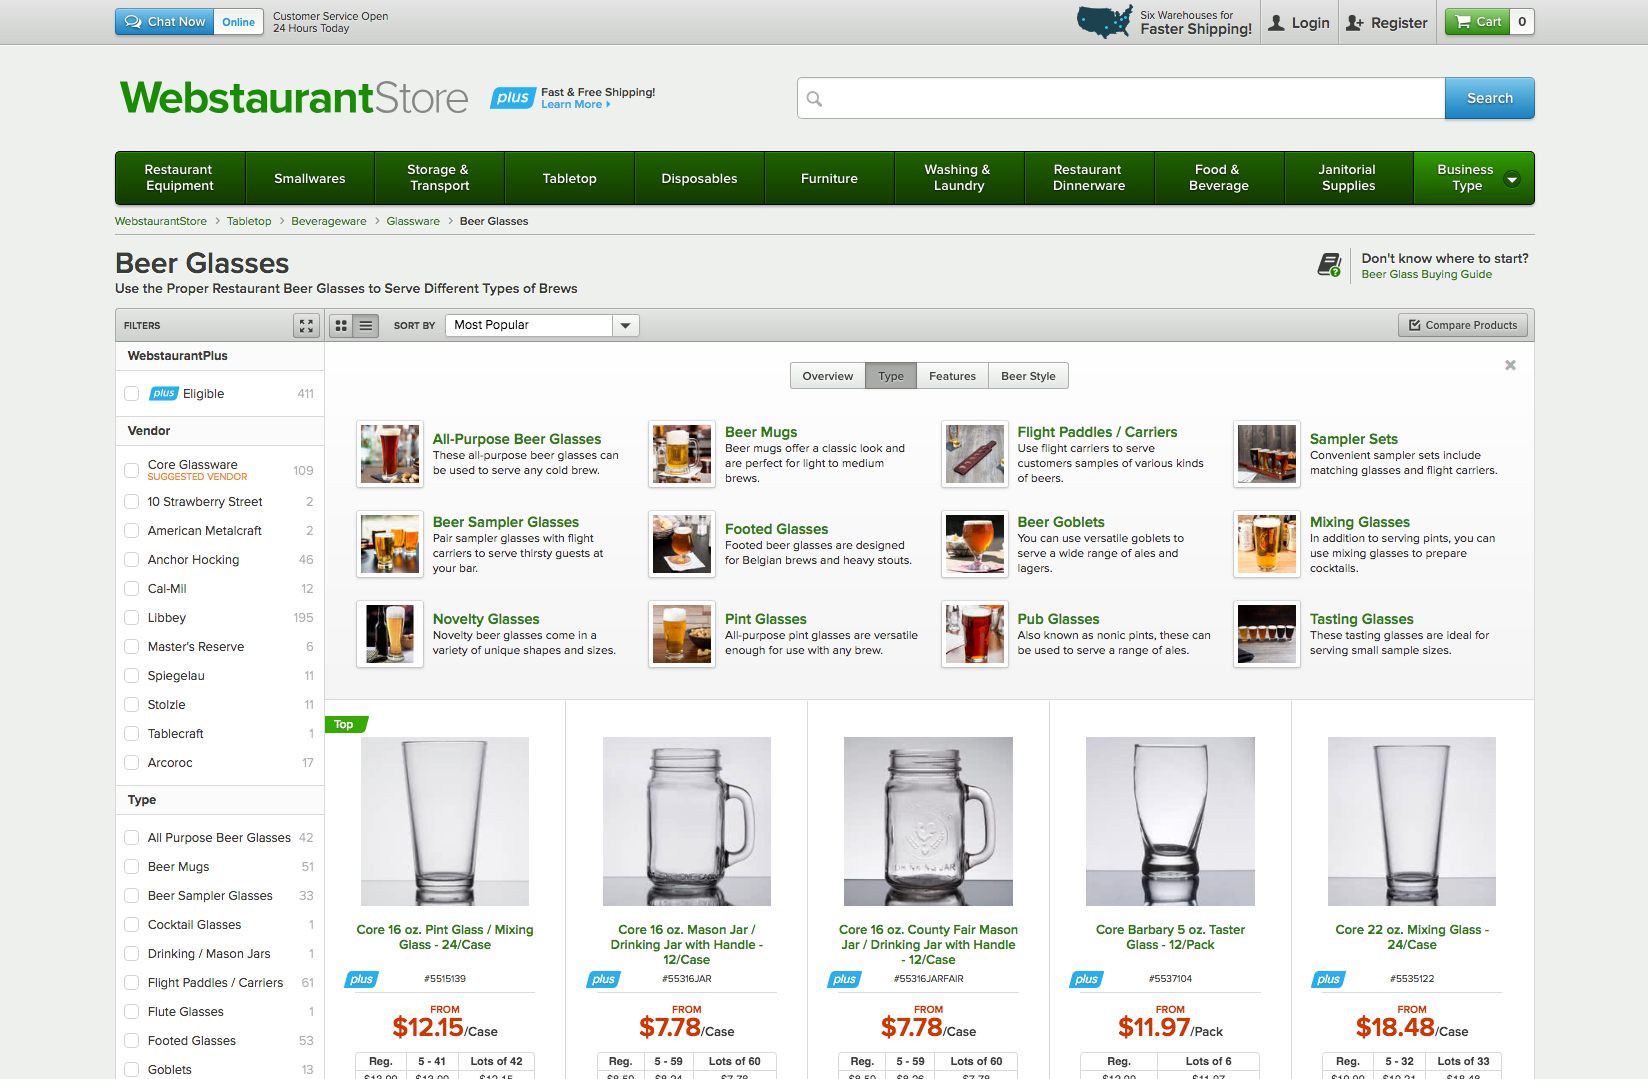 Chat Now Online
Customer Service Open
24 Hours Today
Six Warehouses for
Faster Shipping!
Login
Register
Cart 0
WebstaurantStore
plus
Fast & Free Shipping!
Learn More
Search
Restaurant
Equipment
Smallwares
Storage &
Transport
Tabletop
Disposables
Furniture
Washing &
Laundry
Restaurant
Dinnerware
Food &
Beverage
Janitorial
Supplies
Business
Type
WebstaurantStore > Tabletop > Beverageware > Glassware > Beer Glasses
Beer Glasses
Use the Proper Restaurant Beer Glasses to Serve Different Types of Brews
Don't know where to start?
Beer Glass Buying Guide
FILTERS
SORT BY
Most Popular
Compare Products
WebstaurantPlus
plus Eligible 411
Vendor
Core Glassware 109
SUGGESTED VENDOR
10 Strawberry Street 2
American Metalcraft 2
Anchor Hocking 46
Cal-Mil 12
Libbey 195
Master's Reserve 6
Spiegelau 11
Stolzle 11
Tablecraft 1
Arcoroc 17
Type
All Purpose Beer Glasses 42
Beer Mugs 51
Beer Sampler Glasses 33
Cocktail Glasses 1
Drinking / Mason Jars 1
Flight Paddles / Carriers 61
Flute Glasses 1
Footed Glasses 53
Goblets 13
Overview
Type
Features
Beer Style
All-Purpose Beer Glasses
These all-purpose beer glasses can
be used to serve any cold brew.
Beer Mugs
Beer mugs offer a classic look and
are perfect for light to medium
brews.
Flight Paddles / Carriers
Use flight carriers to serve
customers samples of various kinds
of beers.
Sampler Sets
Convenient sampler sets include
matching glasses and flight carriers.
Beer Sampler Glasses
Pair sampler glasses with flight
carriers to serve thirsty guests at
your bar.
Footed Glasses
Footed beer glasses are designed
for Belgian brews and heavy stouts.
Beer Goblets
You can use versatile goblets to
serve a wide range of ales and
lagers.
Mixing Glasses
In addition to serving pints, you can
use mixing glasses to prepare
cocktails.
Novelty Glasses
Novelty beer glasses come in a
variety of unique shapes and sizes.
Pint Glasses
All-purpose pint glasses are versatile
enough for use with any brew.
Pub Glasses
Also known as nonic pints, these can
be used to serve a range of ales.
Tasting Glasses
These tasting glasses are ideal for
serving small sample sizes.
Top
Core 16 oz. Pint Glass / Mixing
Glass - 24/Case
plus #5515139
FROM
$12.15/Case
Reg. 5 - 41 Lots of 42
Core 16 oz. Mason Jar /
Drinking Jar with Handle -
12/Case
plus #55316JAR
FROM
$7.78/Case
Reg. 5 - 59 Lots of 60
DRINKING JAR
Core 16 oz. County Fair Mason
Jar / Drinking Jar with Handle
- 12/Case
plus #55316JARFAIR
FROM
$7.78/Case
Reg. 5 - 59 Lots of 60
Core Barbary 5 oz. Taster
Glass - 12/Pack
plus #5537104
FROM
$11.97/Pack
Reg. Lots of 6
Core 22 oz. Mixing Glass -
24/Case
plus #5535122
FROM
$18.48/Case
Reg. 5 - 32 Lots of 33